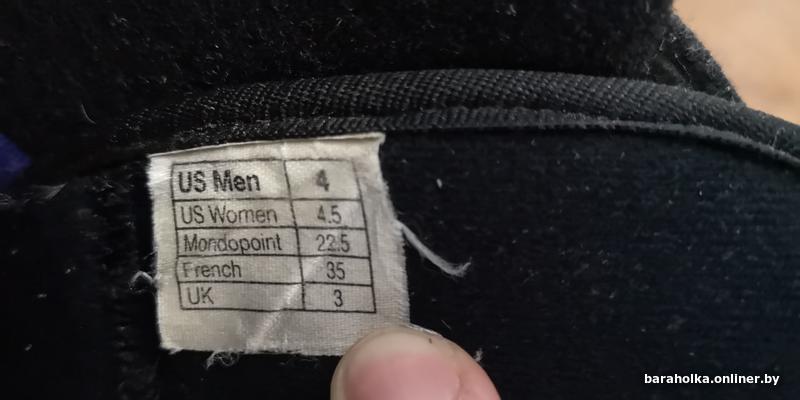 US Men 4
US Women 4.5
Mondopoint 22.5
French 35
UK 3
baraholka.onliner.by